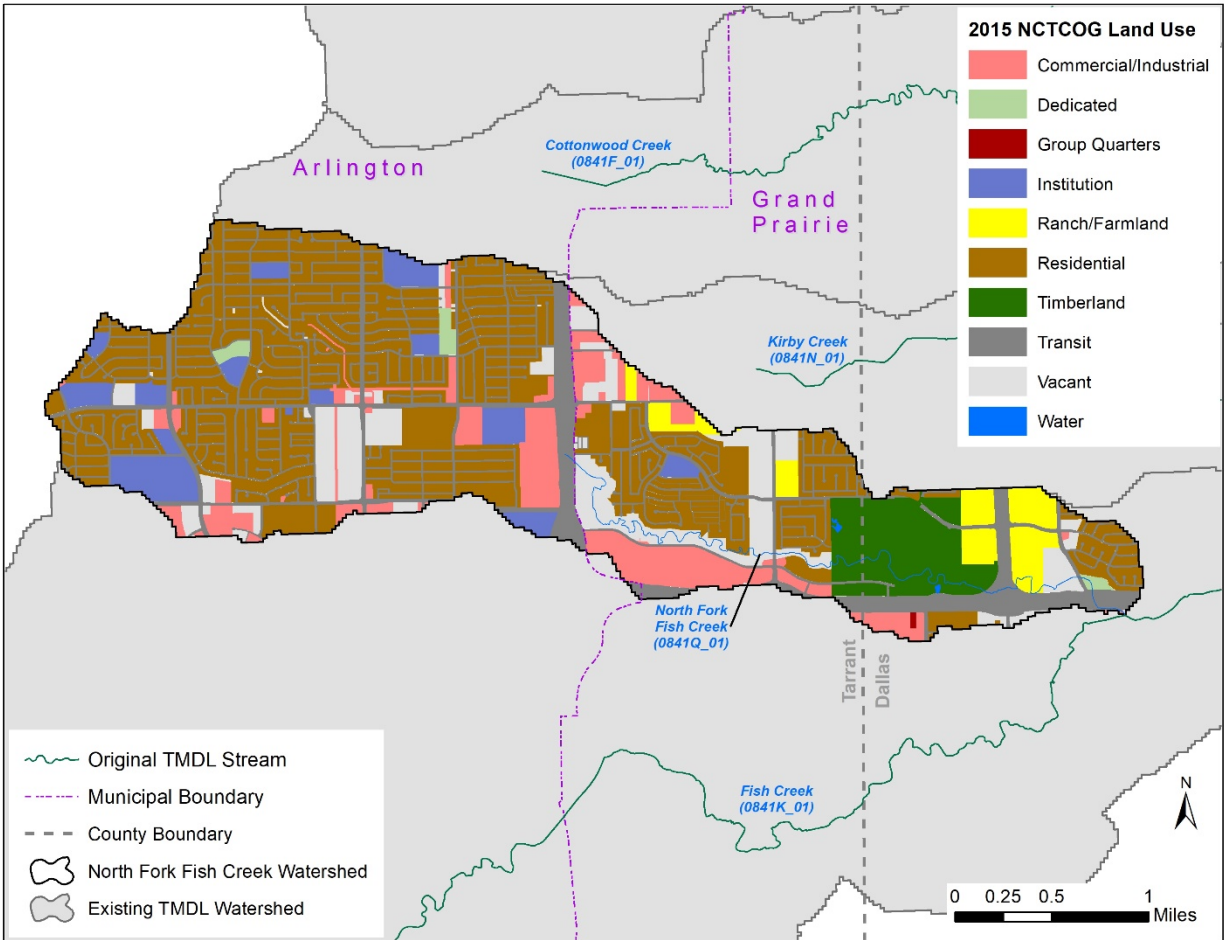 2015 NCTCOG Land Use
Commercial/Industrial
Dedicated
Group Quarters
Institution
Ranch/Farmland
Residential
Timberland
Transit
Vacant
Water
Cottonwood Creek
(0841F_01)
Arlington
Grand
Prairie
Kirby Creek
(0841N_01)
North Fork
Fish Creek
(0841Q_01)
Tarrant
Dallas
Fish Creek
(0841K_01)
Original TMDL Stream
Municipal Boundary
County Boundary
North Fork Fish Creek Watershed
Existing TMDL Watershed
N
0 0.25 0.5 1
Miles